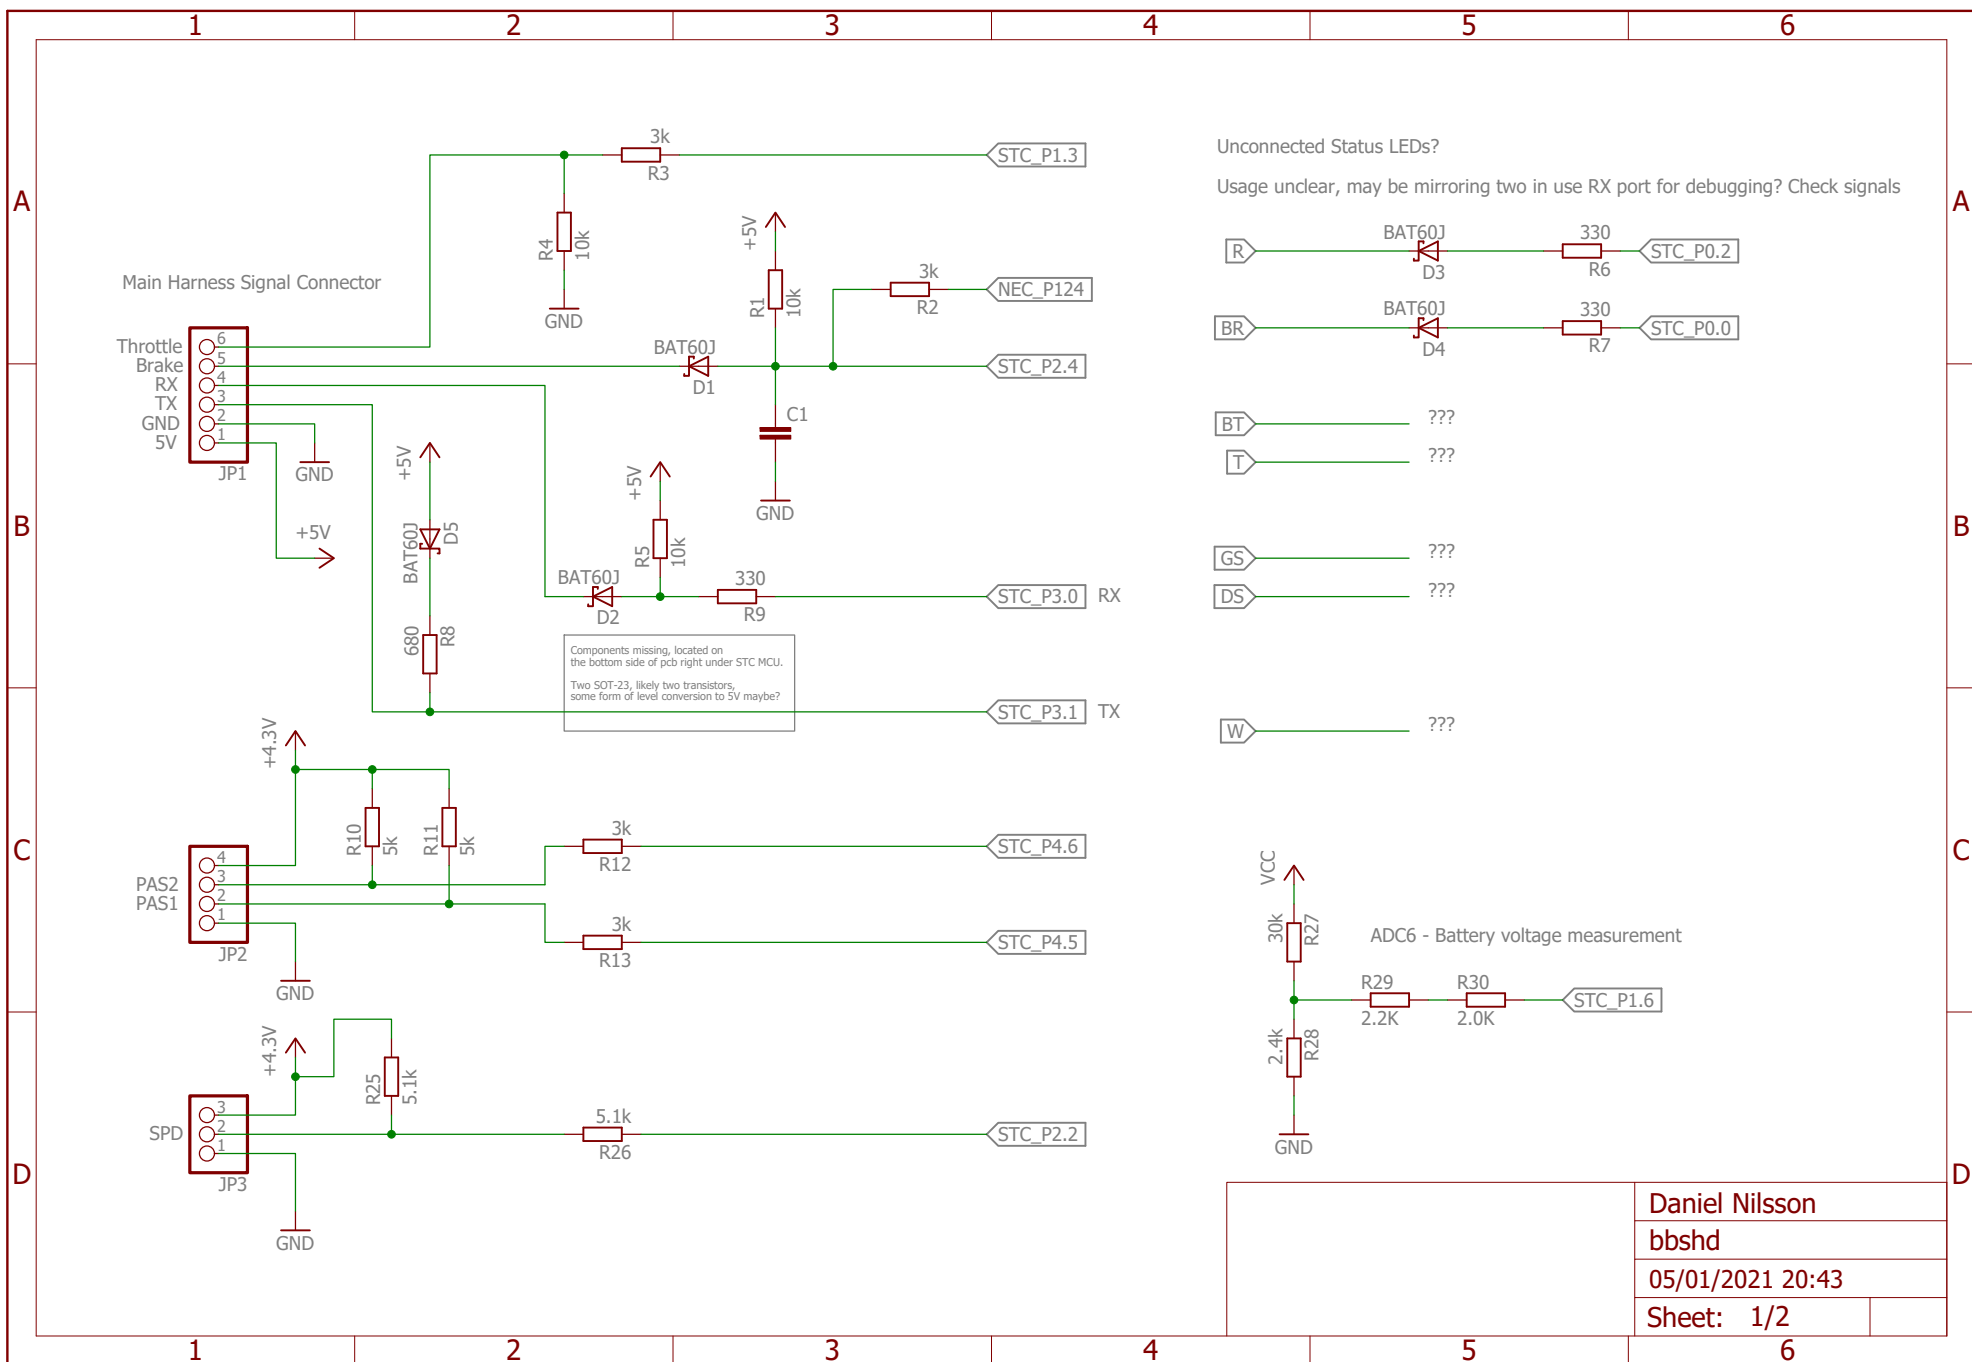 1 2 3 4 5 6
A
A
B
B
C
C
D
D
Main Harness Signal Connector
Throttle 6
Brake 5
RX 4
TX 3
GND 2
5V 1
JP1
GND
+5V
3k
R3
STC_P1.3
R4
10k
GND
+5V
R1
10k
3k
R2
NEC_P124
BAT60J
D1
STC_P2.4
C1
GND
+5V
BAT60J
D5
680
R8
+5V
R5
10k
BAT60J
D2
330
R9
STC_P3.0 RX
Components missing, located on
the bottom side of pcb right under STC MCU.
Two SOT-23, likely two transistors,
some form of level conversion to 5V maybe?
STC_P3.1 TX
+4.3V
R10
5k
R11
5k
4
PAS2 3
PAS1 2
1
JP2
GND
3k
R12
STC_P4.6
3k
R13
STC_P4.5
+4.3V
R25
5.1k
3
SPD 2
1
JP3
GND
5.1k
R26
STC_P2.2
Unconnected Status LEDs?
Usage unclear, may be mirroring two in use RX port for debugging? Check signals
R
BAT60J
D3
330
R6
STC_P0.2
BR
BAT60J
D4
330
R7
STC_P0.0
BT ???
T ???
GS ???
DS ???
W ???
VCC
30k
R27
ADC6 - Battery voltage measurement
R29
2.2K
R30
2.0K
STC_P1.6
2.4k
R28
GND
Daniel Nilsson
bbshd
05/01/2021 20:43
Sheet: 1/2
1 2 3 4 5 6